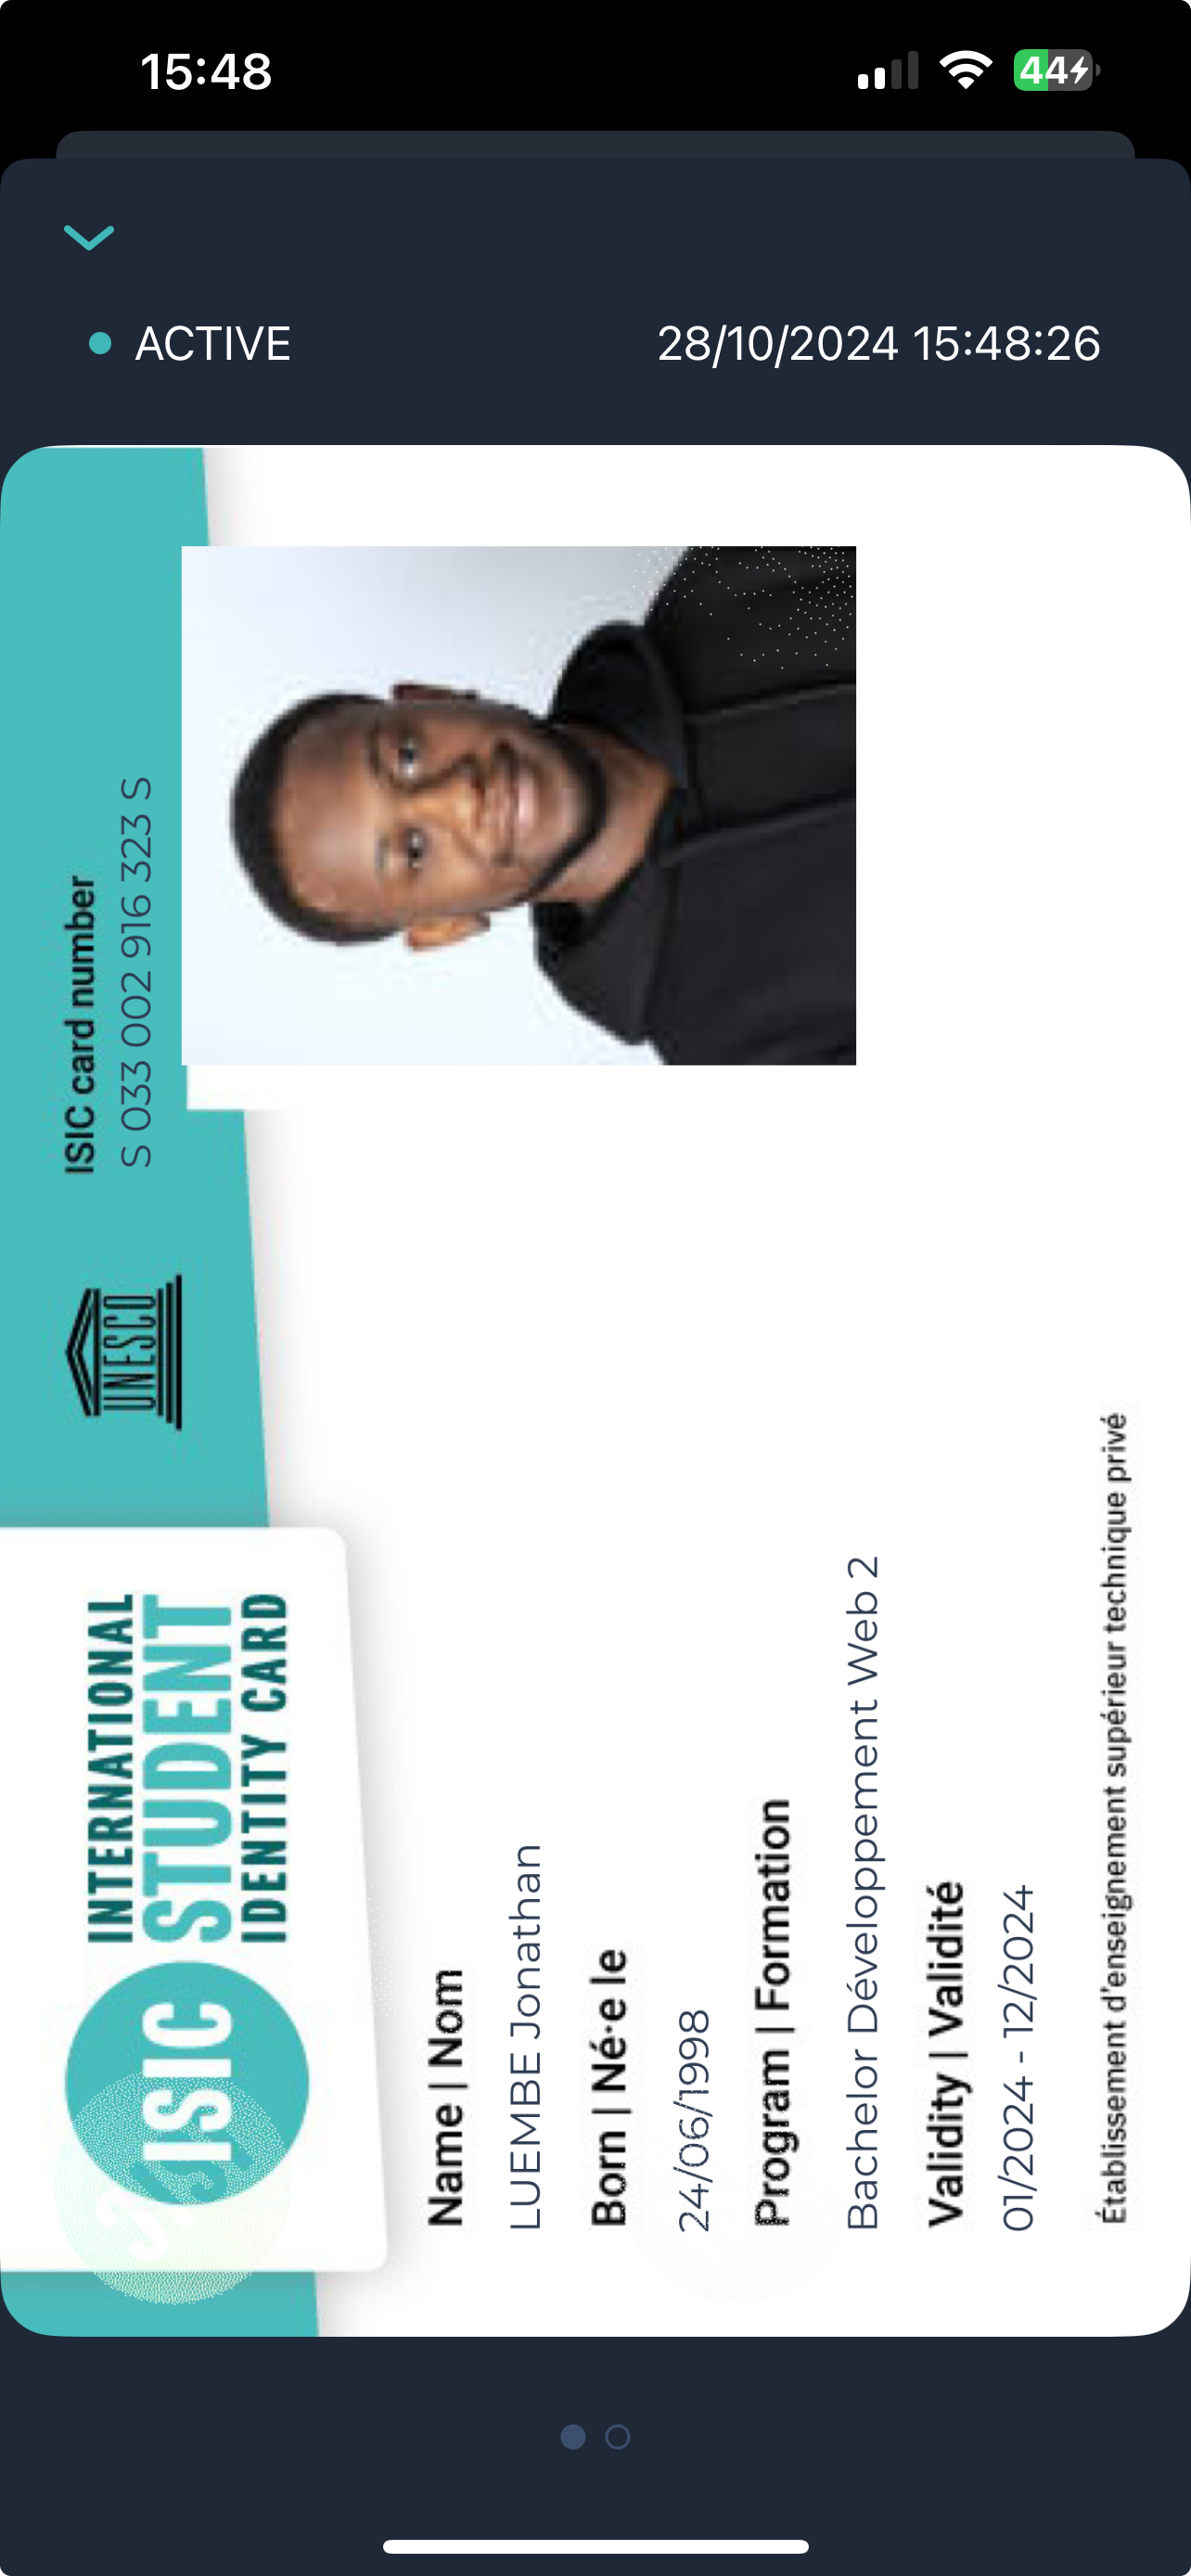 15:48
44
ACTIVE
28/10/2024 15:48:26
ISIC
INTERNATIONAL
STUDENT
IDENTITY CARD
UNESCO
ISIC card number
S 033 002 916 323 S
Name | Nom
LUEMBE Jonathan
Born | Né·e le
24/06/1998
Program | Formation
Bachelor Développement Web 2
Validity | Validité
01/2024 - 12/2024
Établissement d'enseignement supérieur technique privé